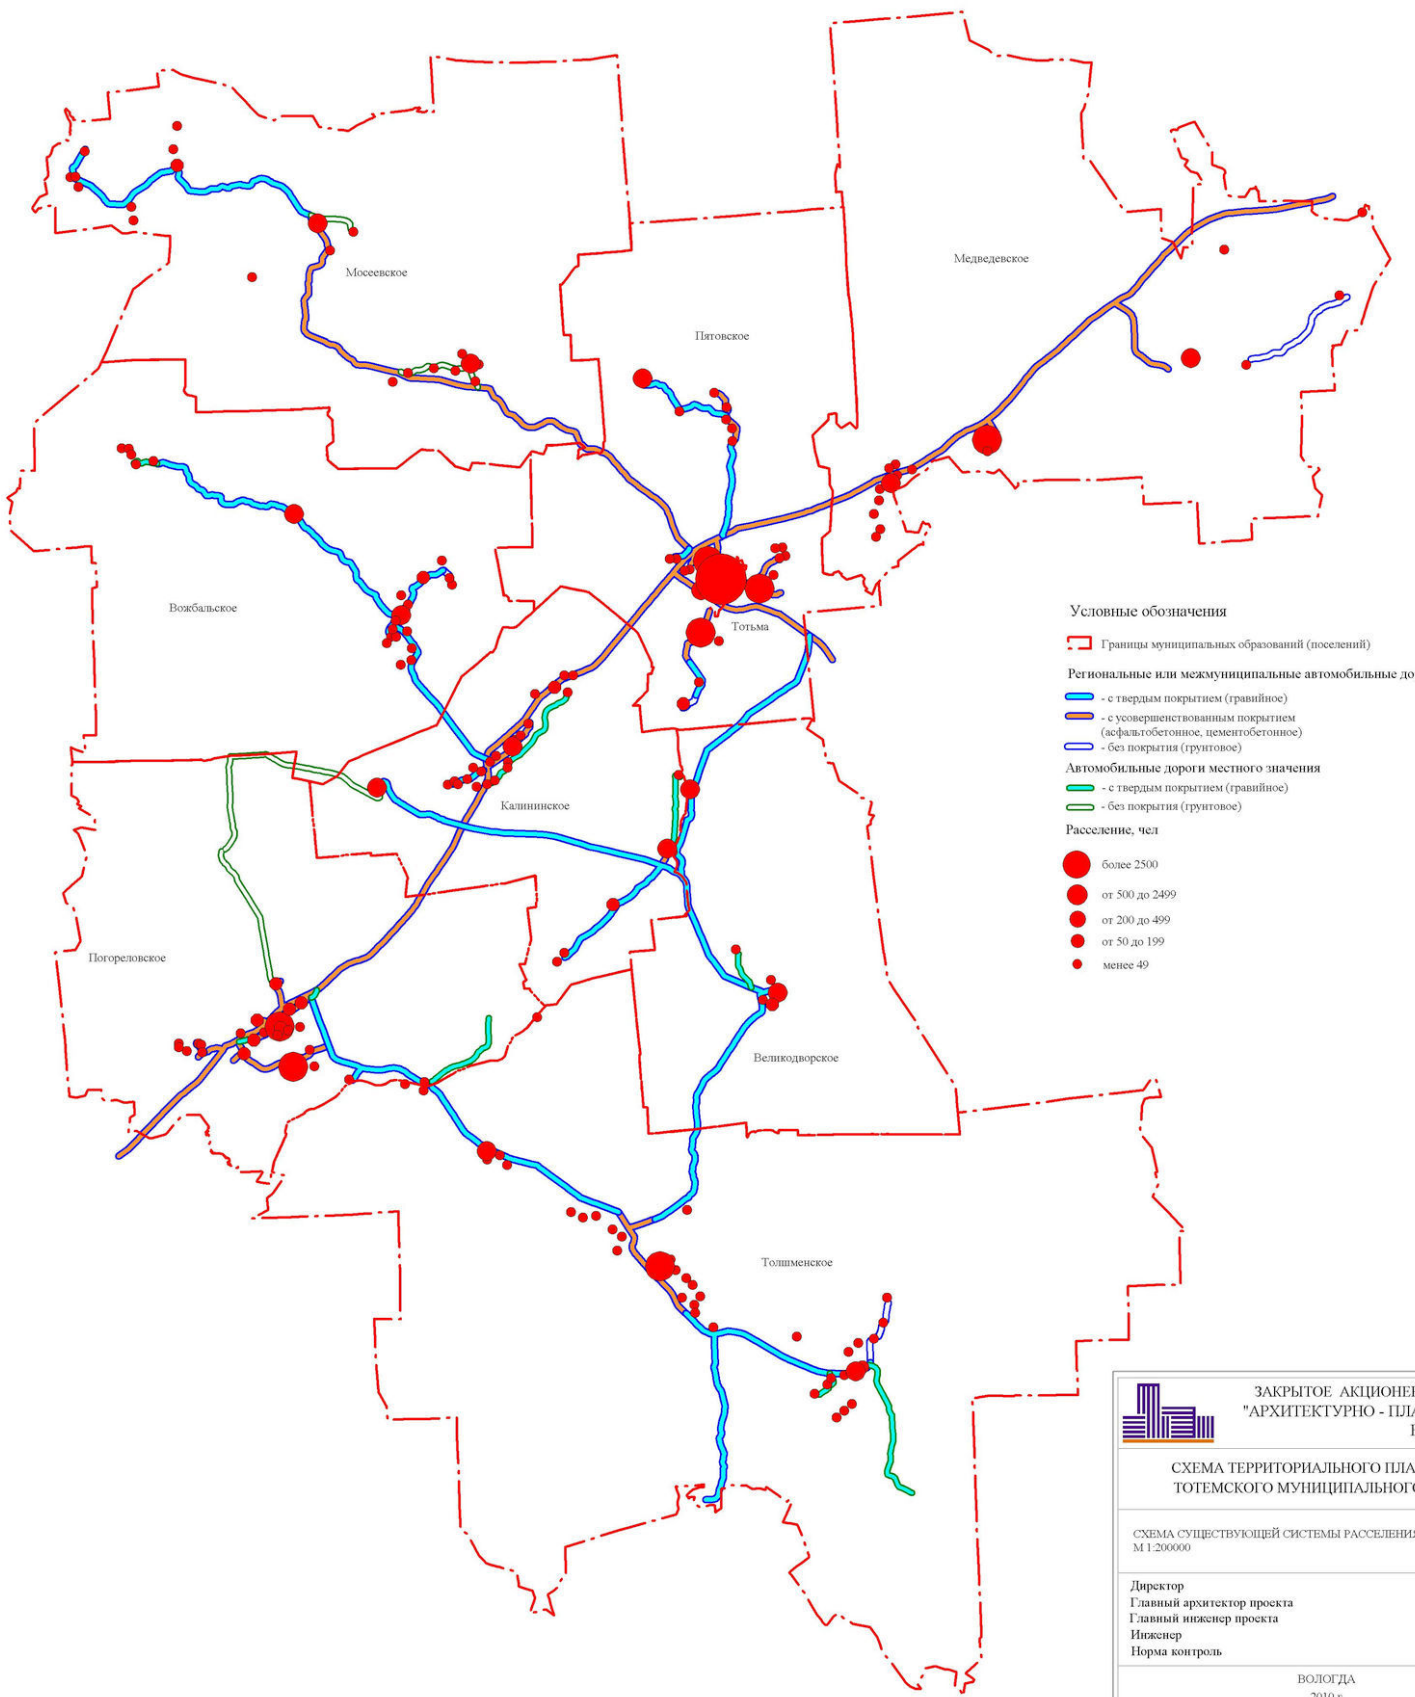 Мосеевское
Медведевское
Пятовское
Вожбальское
Тотьма
Условные обозначения
Границы муниципальных образований (поселений)
Региональные или межмуниципальные автомобильные до
- с твердым покрытием (гравийное)
- с усовершенствованным покрытием
(асфальтобетонное, цементобетонное)
- без покрытия (грунтовое)
Автомобильные дороги местного значения
- с твердым покрытием (гравийное)
- без покрытия (грунтовое)
Расселение, чел
более 2500
от 500 до 2499
от 200 до 499
от 50 до 199
менее 49
Калининское
Погореловское
Великодворское
Толшменское
ЗАКРЫТОЕ АКЦИОНЕ
"АРХИТЕКТУРНО - ПЛА
СХЕМА ТЕРРИТОРИАЛЬНОГО ПЛА
ТОТЕМСКОГО МУНИЦИПАЛЬНОГО
СХЕМА СУЩЕСТВУЮЩЕЙ СИСТЕМЫ РАССЕЛЕНИЯ
М 1:200000
Директор
Главный архитектор проекта
Главный инженер проекта
Инженер
Норма контроль
ВОЛОГДА
2010 г.